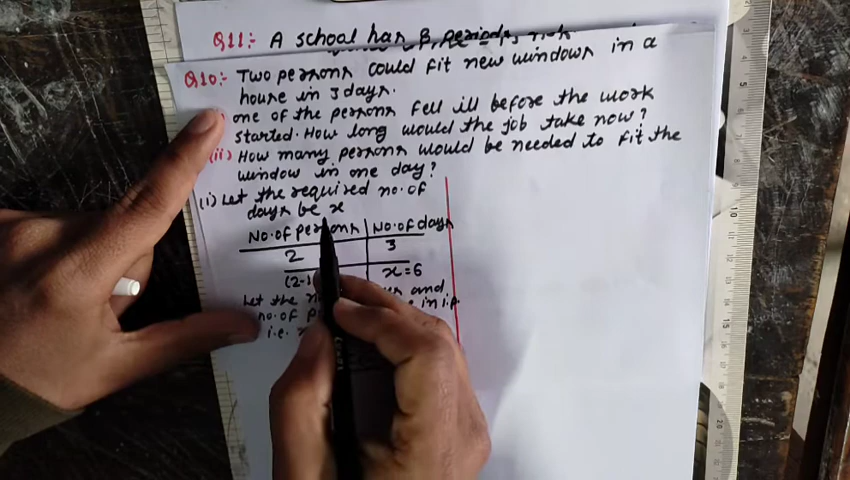 Q11:- A school has 8 periods
Q10:- Two persons could fit new windows in a
house in 3 days.
one of the persons fell ill before the work
started. How long would the job take now?
(ii) How many persons would be needed to fit the
window in one day?
(i) Let the required no. of
days be x
No. of persons No. of days
2 3
(2-1 x = 6
Let the and
no. of in i.p.
i.e.